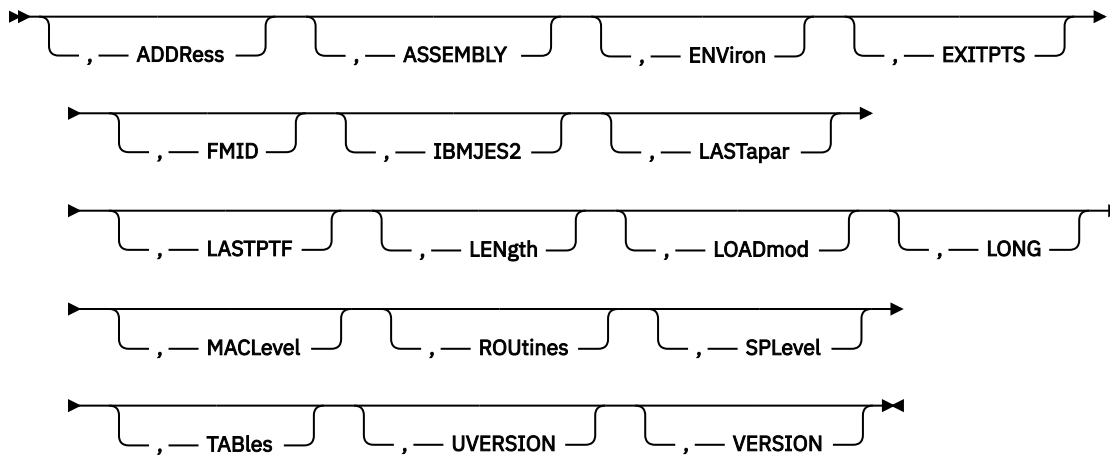 , ADDRess , ASSEMBLY , ENViron , EXITPTS
, FMID , IBMJES2 , LASTapar
, LASTPTF , LENgth , LOADmod , LONG
, MACLevel , ROUtines , SPLevel
, TABles , UVERSION , VERSION